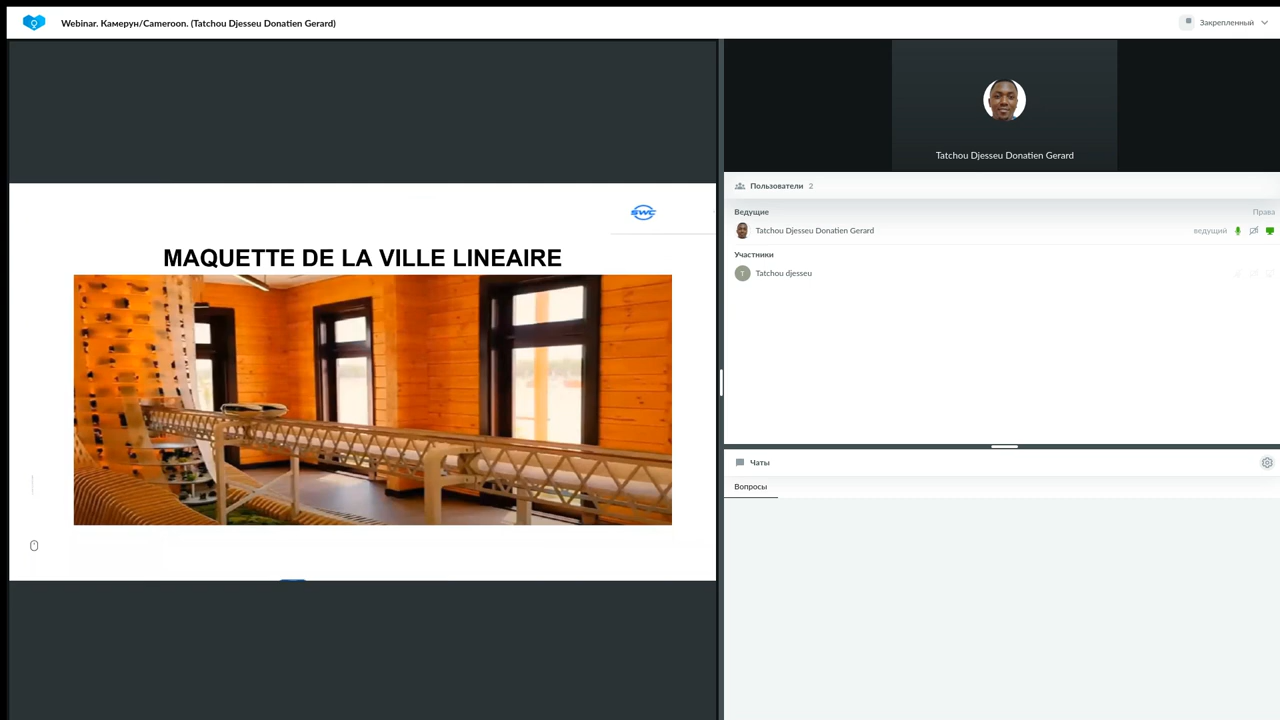 Webinar. Камерун/Cameroon. (Tatchou Djesseu Donatien Gerard)
Закрепленный
SWC
MAQUETTE DE LA VILLE LINEAIRE
Tatchou Djesseu Donatien Gerard
Пользователи 2
Ведущие Права
Tatchou Djesseu Donatien Gerard ведущий
Участники
T Tatchou djesseu
Чаты
Вопросы